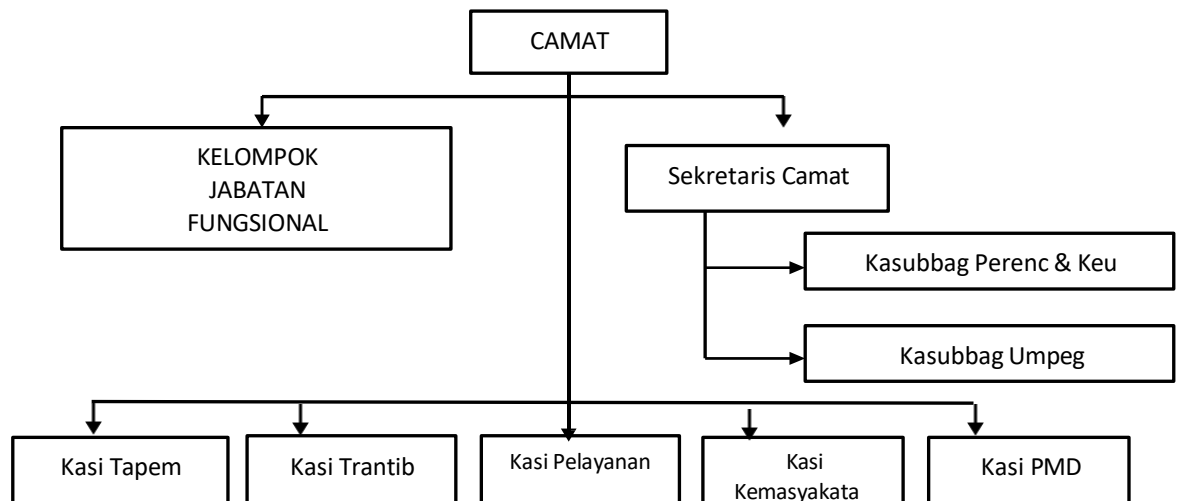 CAMAT
KELOMPOK
JABATAN
FUNGSIONAL
Sekretaris Camat
Kasubbag Perenc & Keu
Kasubbag Umpeg
Kasi Tapem
Kasi Trantib
Kasi Pelayanan
Kasi
Kemasyakata
Kasi PMD